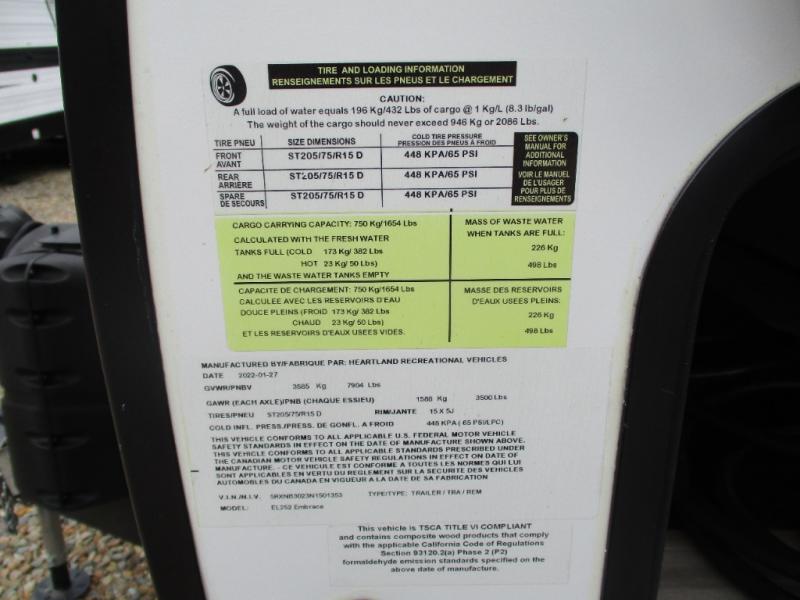 TIRE AND LOADING INFORMATION
RENSEIGNEMENTS SUR LES PNEUS ET LE CHARGEMENT
CAUTION:
A full load of water equals 196 Kg/432 Lbs of cargo @ 1 Kg/L (8.3 lb/gal)
The weight of the cargo should never exceed 946 Kg or 2086 Lbs.
TIRE PNEU SIZE DIMENSIONS COLD TIRE PRESSURE
PRESSION DES PNEUS À FROID
FRONT
AVANT ST205/75/R15 D 448 KPA/65 PSI
REAR
ARRIÈRE ST205/75/R15 D 448 KPA/65 PSI
SPARE
DE SECOURS ST205/75/R15 D 448 KPA/65 PSI
SEE OWNER'S
MANUAL FOR
ADDITIONAL
INFORMATION
VOIR LE MANUEL
DE L'USAGER
POUR PLUS DE
RENSEIGNEMENTS
CARGO CARRYING CAPACITY: 750 Kg/1654 Lbs
CALCULATED WITH THE FRESH WATER
TANKS FULL (COLD 173 Kg/ 382 Lbs
HOT 23 Kg/ 50 Lbs)
AND THE WASTE WATER TANKS EMPTY
MASS OF WASTE WATER
WHEN TANKS ARE FULL:
226 Kg
498 Lbs
CAPACITE DE CHARGEMENT: 750 Kg/1654 Lbs
CALCULEE AVEC LES RESERVOIRS D'EAU
DOUCE PLEINS (FROID 173 Kg/ 382 Lbs
CHAUD 23 Kg/ 50 Lbs)
ET LES RESERVOIRS D'EAUX USEES VIDES.
MASSE DES RESERVOIRS
D'EAUX USEES PLEINS:
226 Kg
498 Lbs
MANUFACTURED BY/FABRIQUE PAR: HEARTLAND RECREATIONAL VEHICLES
DATE 2022-01-27
GVWR/PNBV 3585 Kg 7904 Lbs
GAWR (EACH AXLE)/PNB (CHAQUE ESSIEU) 1588 Kg 3500 Lbs
TIRES/PNEU ST205/75/R15 D RIM/JANTE 15 X 5J
COLD INFL. PRESS./PRESS. DE GONFL. A FROID 448 KPA ( 65 PSI/LPC)
THIS VEHICLE CONFORMS TO ALL APPLICABLE U.S. FEDERAL MOTOR VEHICLE
SAFETY STANDARDS IN EFFECT ON THE DATE OF MANUFACTURE SHOWN ABOVE.
THIS VEHICLE CONFORMS TO ALL APPLICABLE STANDARDS PRESCRIBED UNDER
THE CANADIAN MOTOR VEHICLE SAFETY REGULATIONS IN EFFECT ON THE DATE OF
MANUFACTURE. - CE VEHICULE EST CONFORME A TOUTES LES NORMES QUI LUI
SONT APPLICABLES EN VERTU DU REGLEMENT SUR LA SECURITE DES VEHICULES
AUTOMOBILES DU CANADA EN VIGUEUR A LA DATE DE SA FABRICATION
V.I.N./N.I.V. 5RXNB3023N1501353 TYPE/TYPE: TRAILER / TRA / REM
MODEL: EL252 Embrace
This vehicle is TSCA TITLE VI COMPLIANT
and contains composite wood products that comply
with the applicable California Code of Regulations
Section 93120.2(a) Phase 2 (P2)
formaldehyde emission standards specified on the
above date of manufacture.